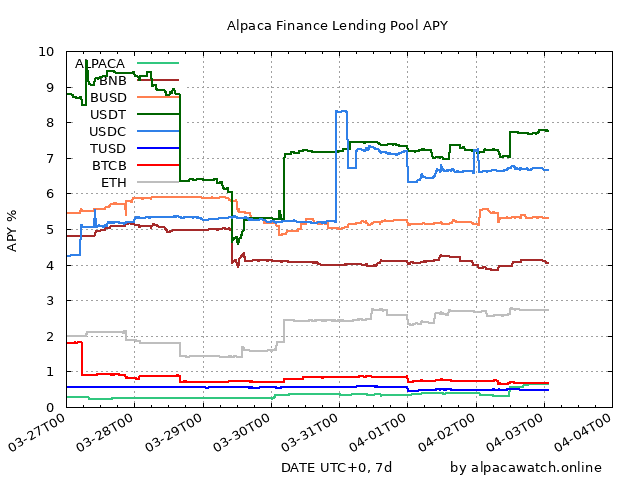 Alpaca Finance Lending Pool APY
10
9
8
7
6
5
4
3
2
1
0
APY %
ALPACA
BNB
BUSD
USDT
USDC
TUSD
BTCB
ETH
03-27T00
03-28T00
03-29T00
03-30T00
03-31T00
04-01T00
04-02T00
04-03T00
04-04T00
DATE UTC+0, 7d
by alpacawatch.online